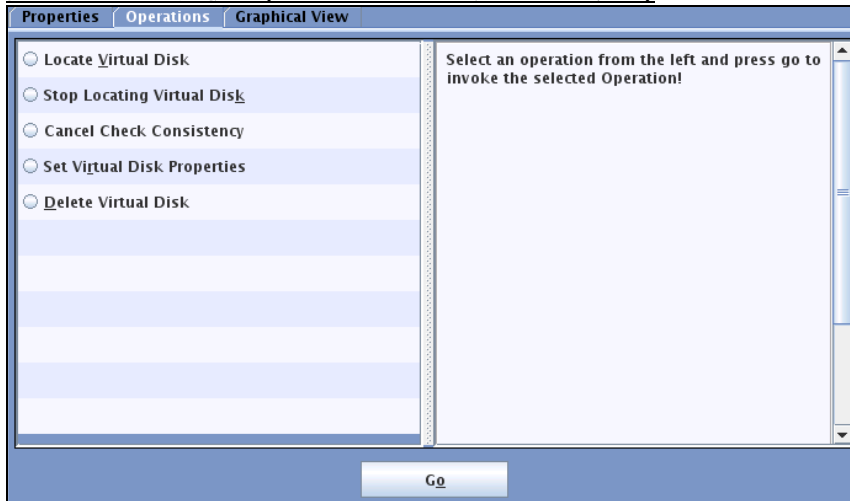 Properties Operations Graphical View
Locate Virtual Disk
Stop Locating Virtual Disk
Cancel Check Consistency
Set Virtual Disk Properties
Delete Virtual Disk
Select an operation from the left and press go to
invoke the selected Operation!
Go